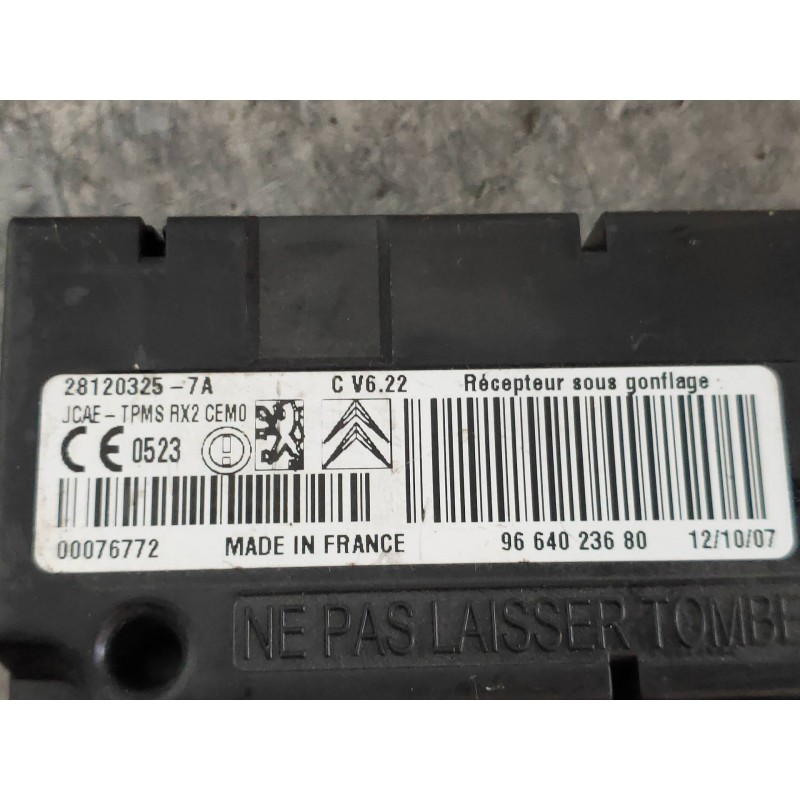 28120325-7A C V6.22 Récepteur sous gonflage
JCAE-TPMS RX2 CEM0
CE 0523
00076772 MADE IN FRANCE 96 640 236 80 12/10/07
NE PAS LAISSER TOMBE